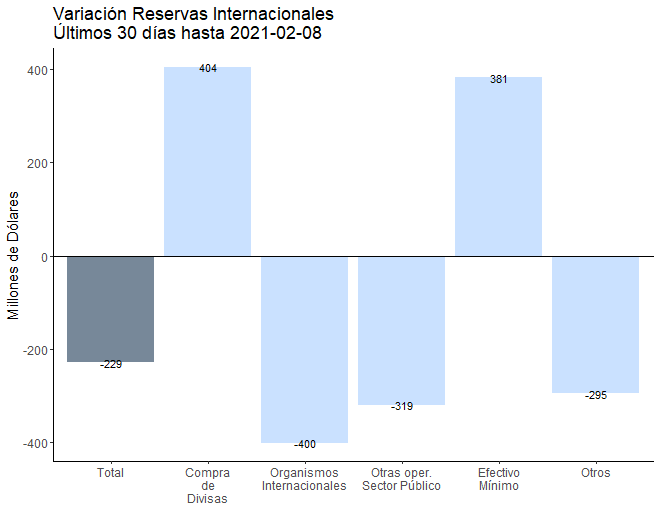 Variación Reservas Internacionales
Últimos 30 días hasta 2021-02-08
Millones de Dólares
400
200
0
-200
-400
404
381
-229
-400
-319
-295
Total
Compra
de
Divisas
Organismos
Internacionales
Otras oper.
Sector Público
Efectivo
Mínimo
Otros